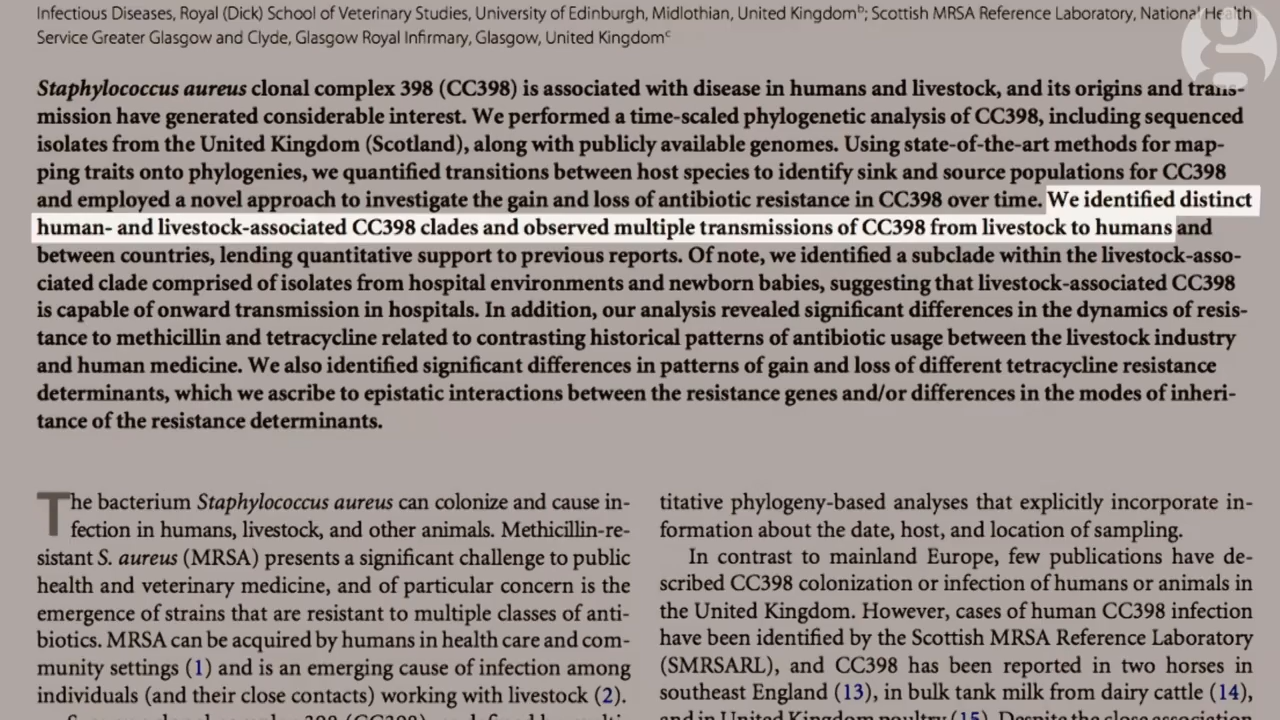 Infectious Diseases, Royal (Dick) School of Veterinary Studies, University of Edinburgh, Midlothian, United Kingdomᵇ; Scottish MRSA Reference Laboratory, National Health
Service Greater Glasgow and Clyde, Glasgow Royal Infirmary, Glasgow, United Kingdomᶜ
Staphylococcus aureus clonal complex 398 (CC398) is associated with disease in humans and livestock, and its origins and trans-
mission have generated considerable interest. We performed a time-scaled phylogenetic analysis of CC398, including sequenced
isolates from the United Kingdom (Scotland), along with publicly available genomes. Using state-of-the-art methods for map-
ping traits onto phylogenies, we quantified transitions between host species to identify sink and source populations for CC398
and employed a novel approach to investigate the gain and loss of antibiotic resistance in CC398 over time. We identified distinct
human- and livestock-associated CC398 clades and observed multiple transmissions of CC398 from livestock to humans and
between countries, lending quantitative support to previous reports. Of note, we identified a subclade within the livestock-asso-
ciated clade comprised of isolates from hospital environments and newborn babies, suggesting that livestock-associated CC398
is capable of onward transmission in hospitals. In addition, our analysis revealed significant differences in the dynamics of resis-
tance to methicillin and tetracycline related to contrasting historical patterns of antibiotic usage between the livestock industry
and human medicine. We also identified significant differences in patterns of gain and loss of different tetracycline resistance
determinants, which we ascribe to epistatic interactions between the resistance genes and/or differences in the modes of inheri-
tance of the resistance determinants.
The bacterium Staphylococcus aureus can colonize and cause in-
fection in humans, livestock, and other animals. Methicillin-re-
sistant S. aureus (MRSA) presents a significant challenge to public
health and veterinary medicine, and of particular concern is the
emergence of strains that are resistant to multiple classes of anti-
biotics. MRSA can be acquired by humans in health care and com-
munity settings (1) and is an emerging cause of infection among
individuals (and their close contacts) working with livestock (2).
titative phylogeny-based analyses that explicitly incorporate in-
formation about the date, host, and location of sampling.
In contrast to mainland Europe, few publications have de-
scribed CC398 colonization or infection of humans or animals in
the United Kingdom. However, cases of human CC398 infection
have been identified by the Scottish MRSA Reference Laboratory
(SMRSARL), and CC398 has been reported in two horses in
southeast England (13), in bulk tank milk from dairy cattle (14),
and in United Kingdom poultry (15). Despite the close association
g